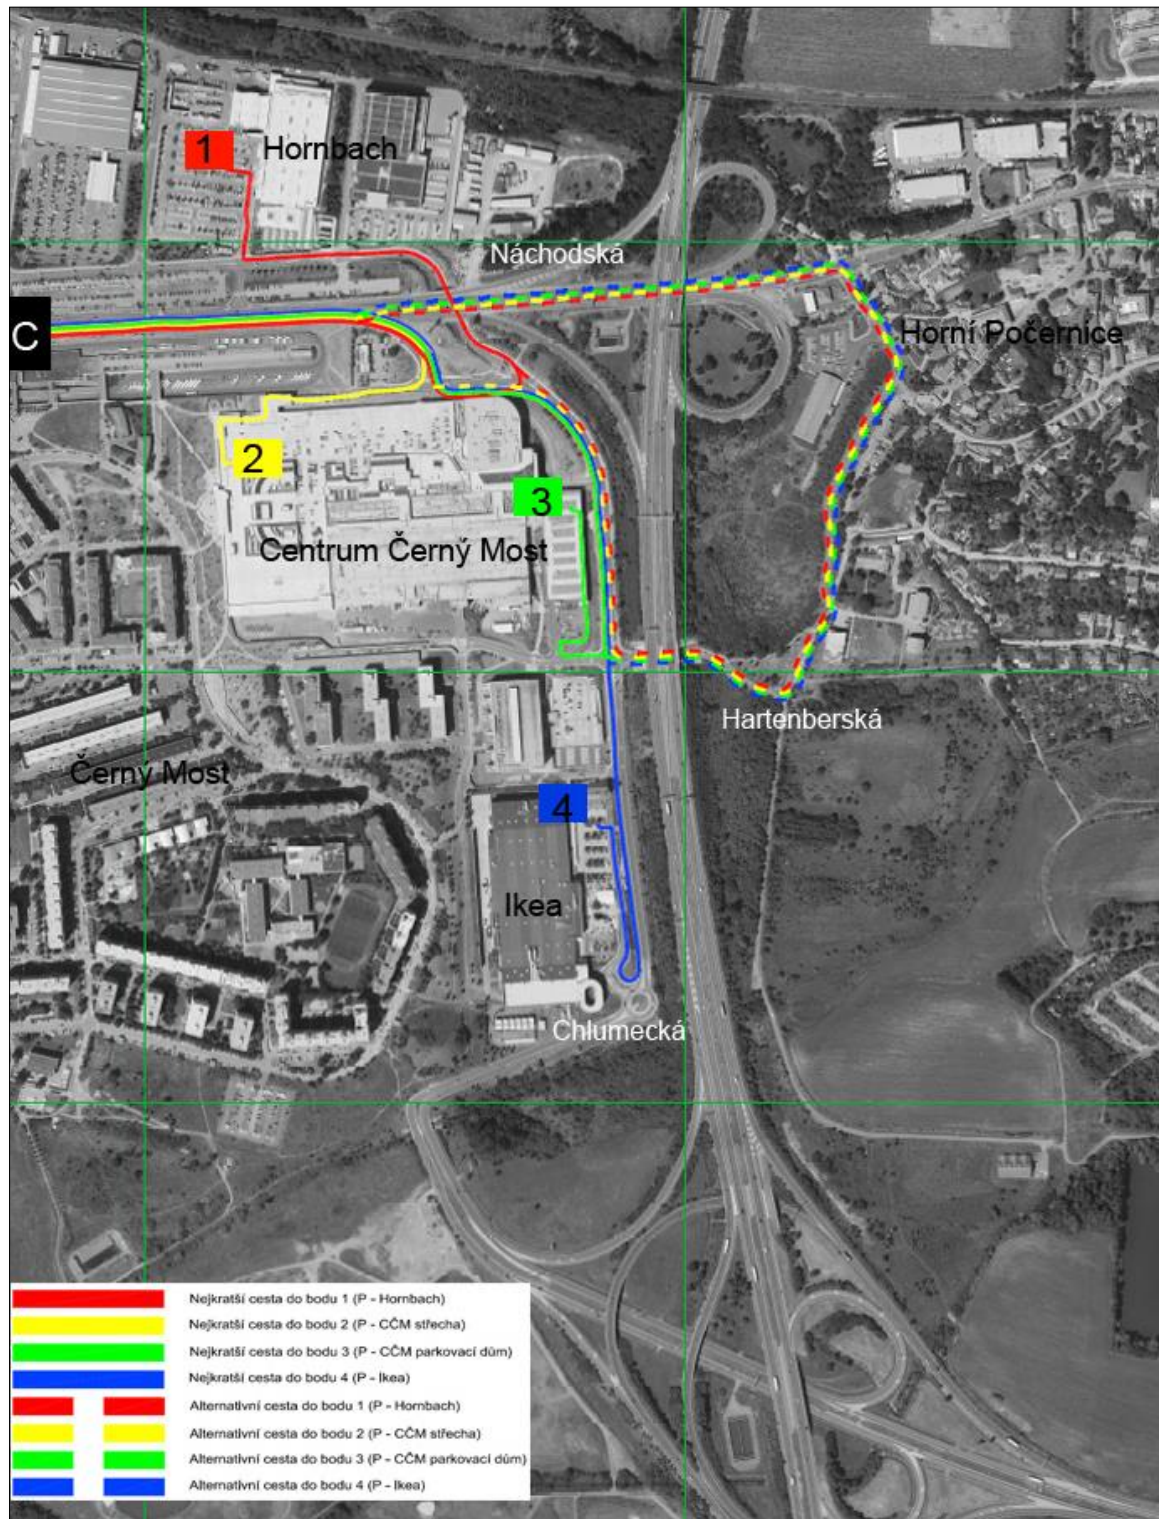 1
Hornbach
Náchodská
C
Horní Počernice
2
3
Centrum Černý Most
Hartenberská
Černý Most
4
Ikea
Chlumecká
Nejkratší cesta do bodu 1 (P - Hornbach)
Nejkratší cesta do bodu 2 (P - CČM střecha)
Nejkratší cesta do bodu 3 (P - CČM parkovací dům)
Nejkratší cesta do bodu 4 (P - Ikea)
Alternativní cesta do bodu 1 (P - Hornbach)
Alternativní cesta do bodu 2 (P - CČM střecha)
Alternativní cesta do bodu 3 (P - CČM parkovací dům)
Alternativní cesta do bodu 4 (P - Ikea)